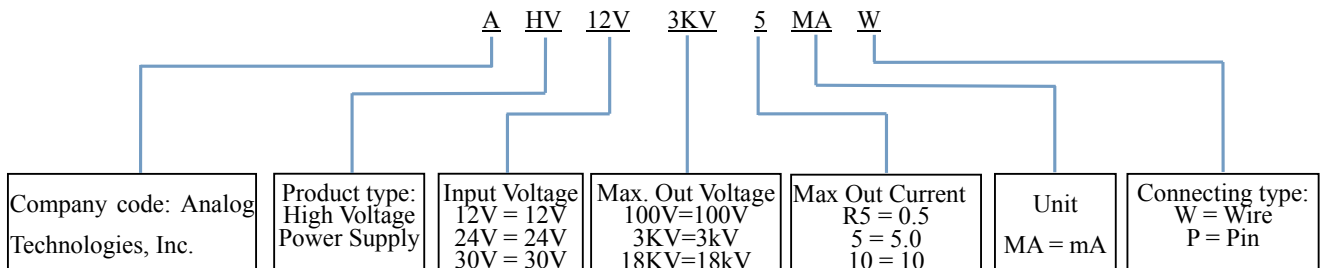 A HV 12V 3KV 5 MA W
Company code: Analog
Technologies, Inc.
Product type:
High Voltage
Power Supply
Input Voltage
12V = 12V
24V = 24V
30V = 30V
Max. Out Voltage
100V=100V
3KV=3kV
18KV=18kV
Max Out Current
R5 = 0.5
5 = 5.0
10 = 10
Unit
MA = mA
Connecting type:
W = Wire
P = Pin